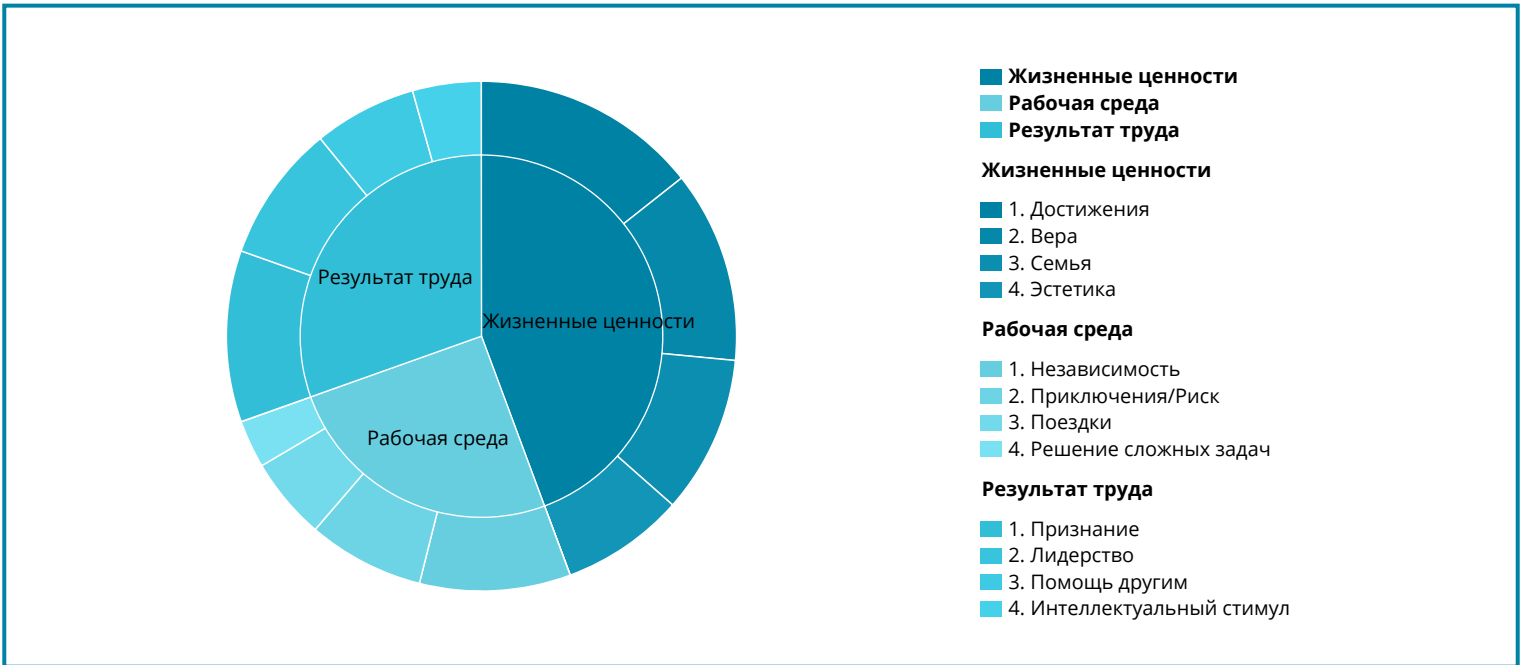 Результат труда
Жизненные ценности
Рабочая среда
Жизненные ценности
Рабочая среда
Результат труда
Жизненные ценности
1. Достижения
2. Вера
3. Семья
4. Эстетика
Рабочая среда
1. Независимость
2. Приключения/Риск
3. Поездки
4. Решение сложных задач
Результат труда
1. Признание
2. Лидерство
3. Помощь другим
4. Интеллектуальный стимул